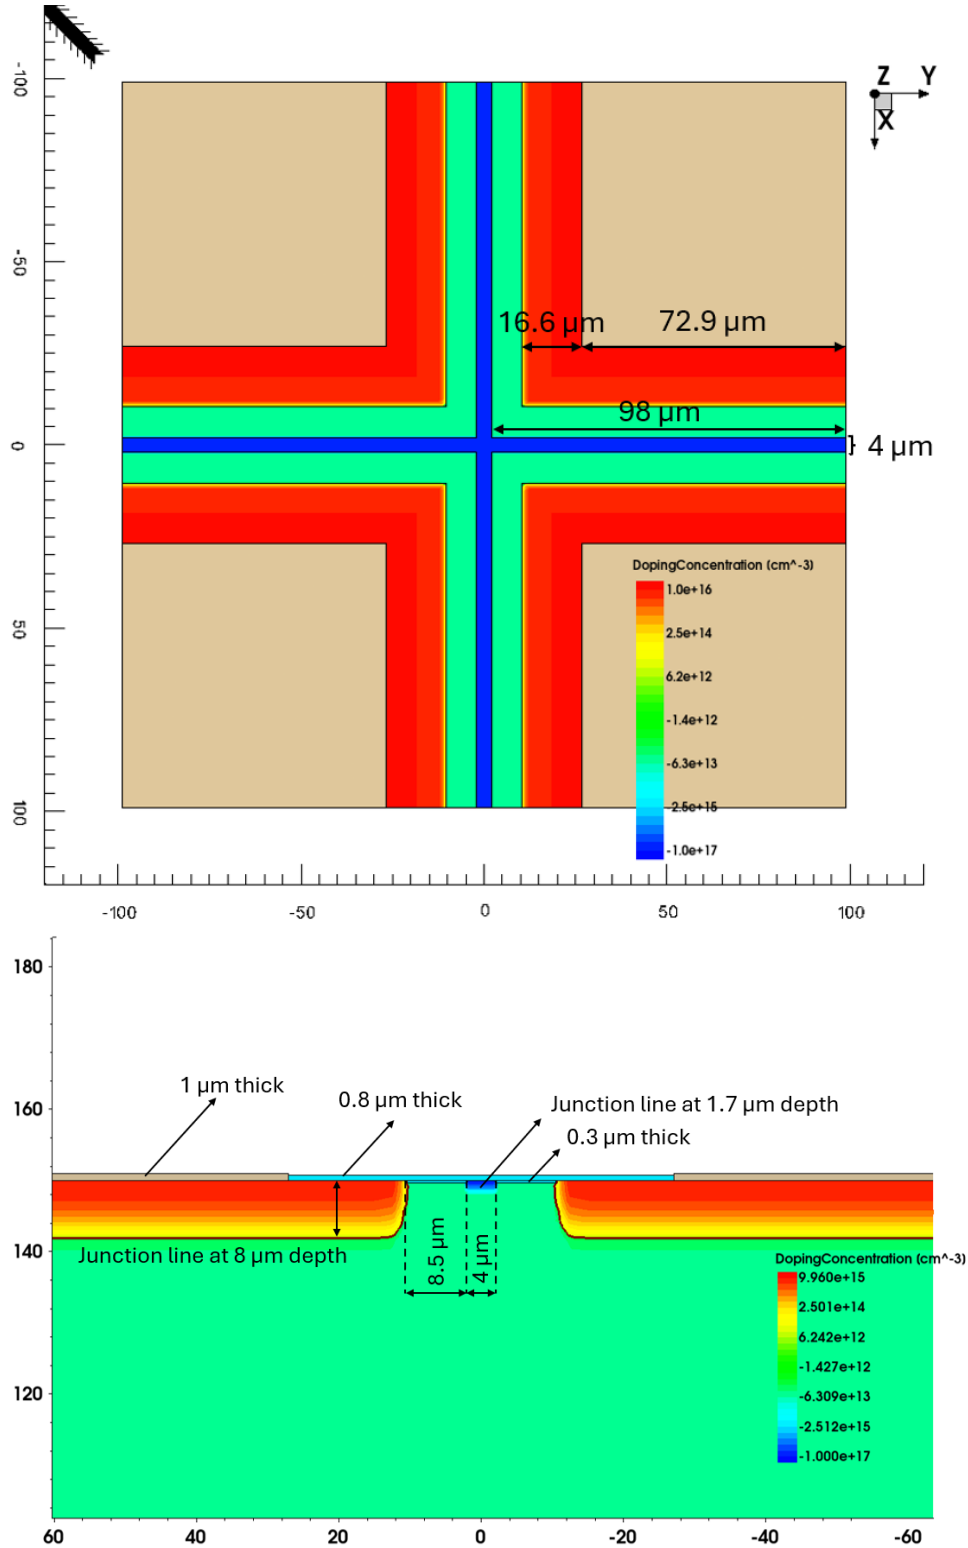 -100
-50
0
50
100
Z
Y
X
16.6 µm
72.9 µm
98 µm
4 µm
DopingConcentration (cm^-3)
1.0e+16
2.5e+14
6.2e+12
-1.4e+12
-6.3e+13
-2.5e+15
-1.0e+17
-100
-50
0
50
100
180
160
140
120
1 µm thick
0.8 µm thick
Junction line at 1.7 µm depth
0.3 µm thick
Junction line at 8 µm depth
8.5 µm
4 µm
DopingConcentration (cm^-3)
9.960e+15
2.501e+14
6.242e+12
-1.427e+12
-6.309e+13
-2.512e+15
-1.000e+17
60
40
20
0
-20
-40
-60